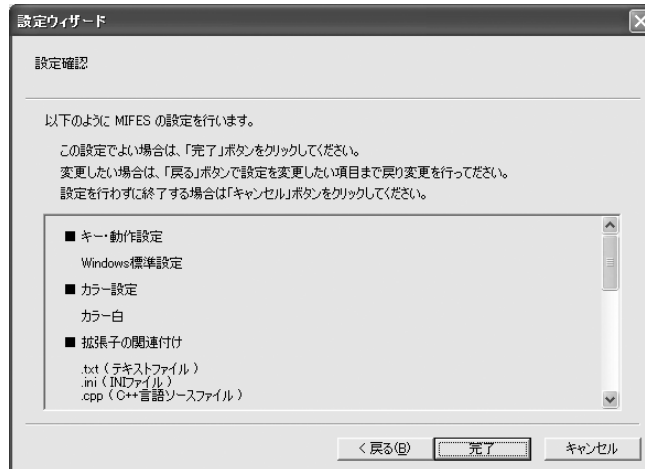 設定ウィザード
設定確認
以下のように MIFES の設定を行います。
この設定でよい場合は、「完了」ボタンをクリックしてください。
変更したい場合は、「戻る」ボタンで設定を変更したい項目まで戻り変更を行ってださい。
設定を行わずに終了する場合は「キャンセル」ボタンをクリックしてください。
■ キー・動作設定
Windows標準設定
■ カラー設定
カラー白
■ 拡張子の関連付け
.txt ( テキストファイル )
.ini ( INIファイル )
.cpp ( C++言語ソースファイル )
< 戻る(B)
完了
キャンセル